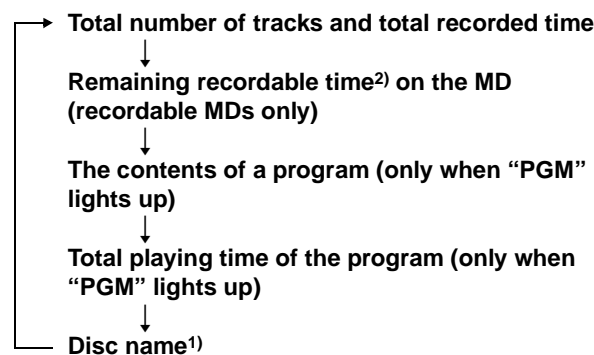 Total number of tracks and total recorded time
Remaining recordable time2) on the MD
(recordable MDs only)
The contents of a program (only when “PGM”
lights up)
Total playing time of the program (only when
“PGM” lights up)
Disc name1)